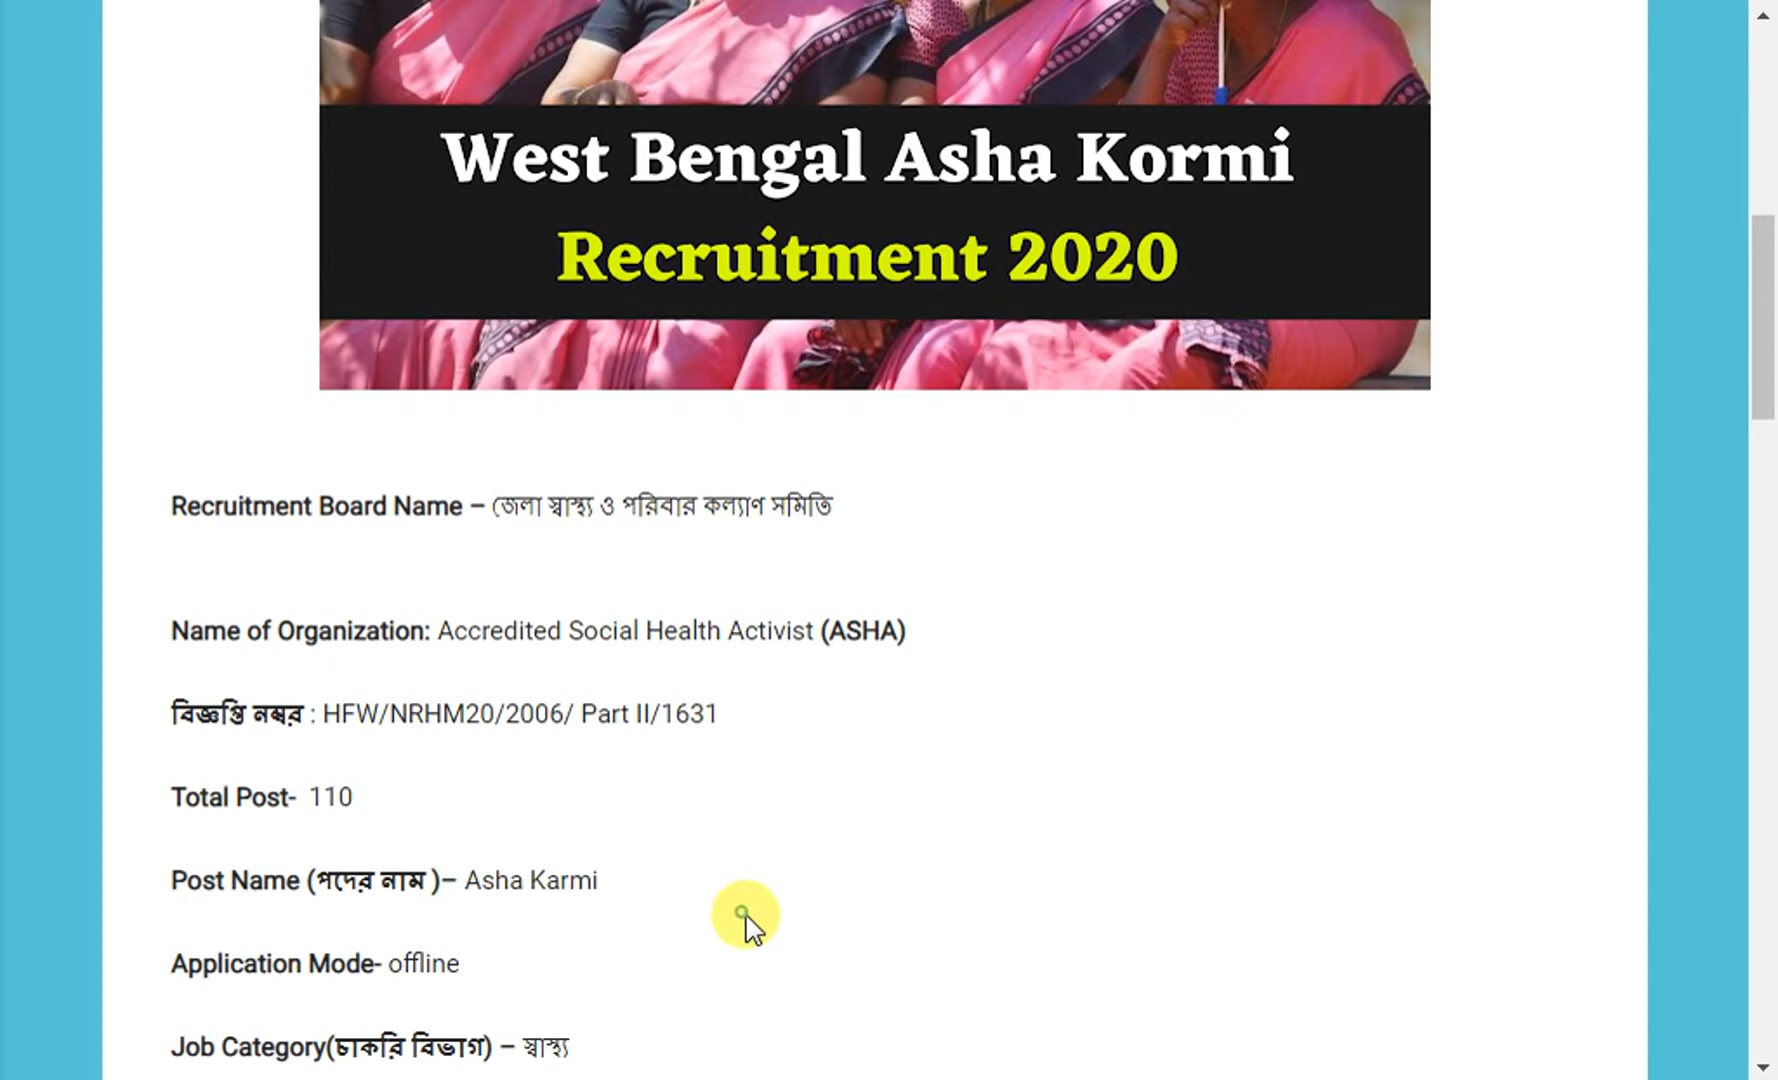 West Bengal Asha Kormi
Recruitment 2020
Recruitment Board Name – জেলা স্বাস্থ্য ও পরিবার কল্যাণ সমিতি
Name of Organization: Accredited Social Health Activist (ASHA)
বিজ্ঞপ্তি নম্বর : HFW/NRHM20/2006/ Part II/1631
Total Post- 110
Post Name (পদের নাম )– Asha Karmi
Application Mode- offline
Job Category(চাকরি বিভাগ) – স্বাস্থ্য